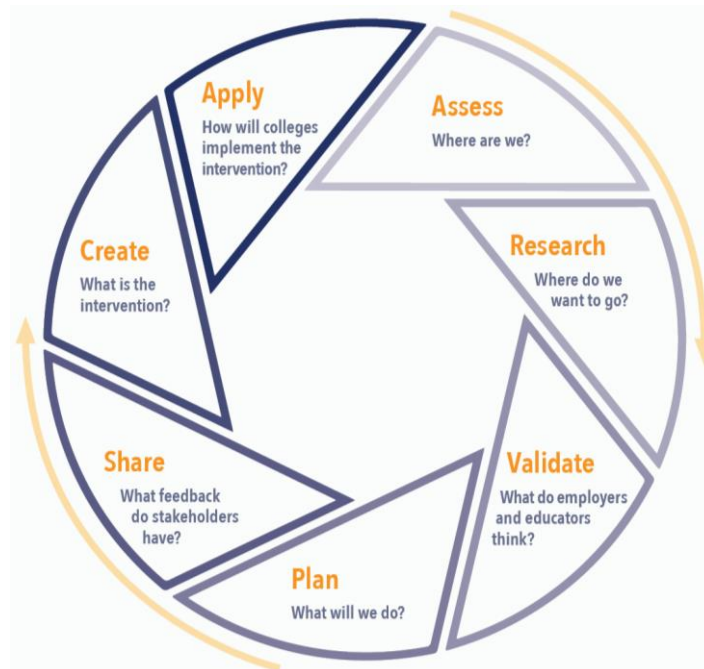 Assess
Where are we?
Research
Where do we
want to go?
Validate
What do employers
and educators
think?
Plan
What will we do?
Share
What feedback
do stakeholders
have?
Create
What is the
intervention?
Apply
How will colleges
implement the
intervention?